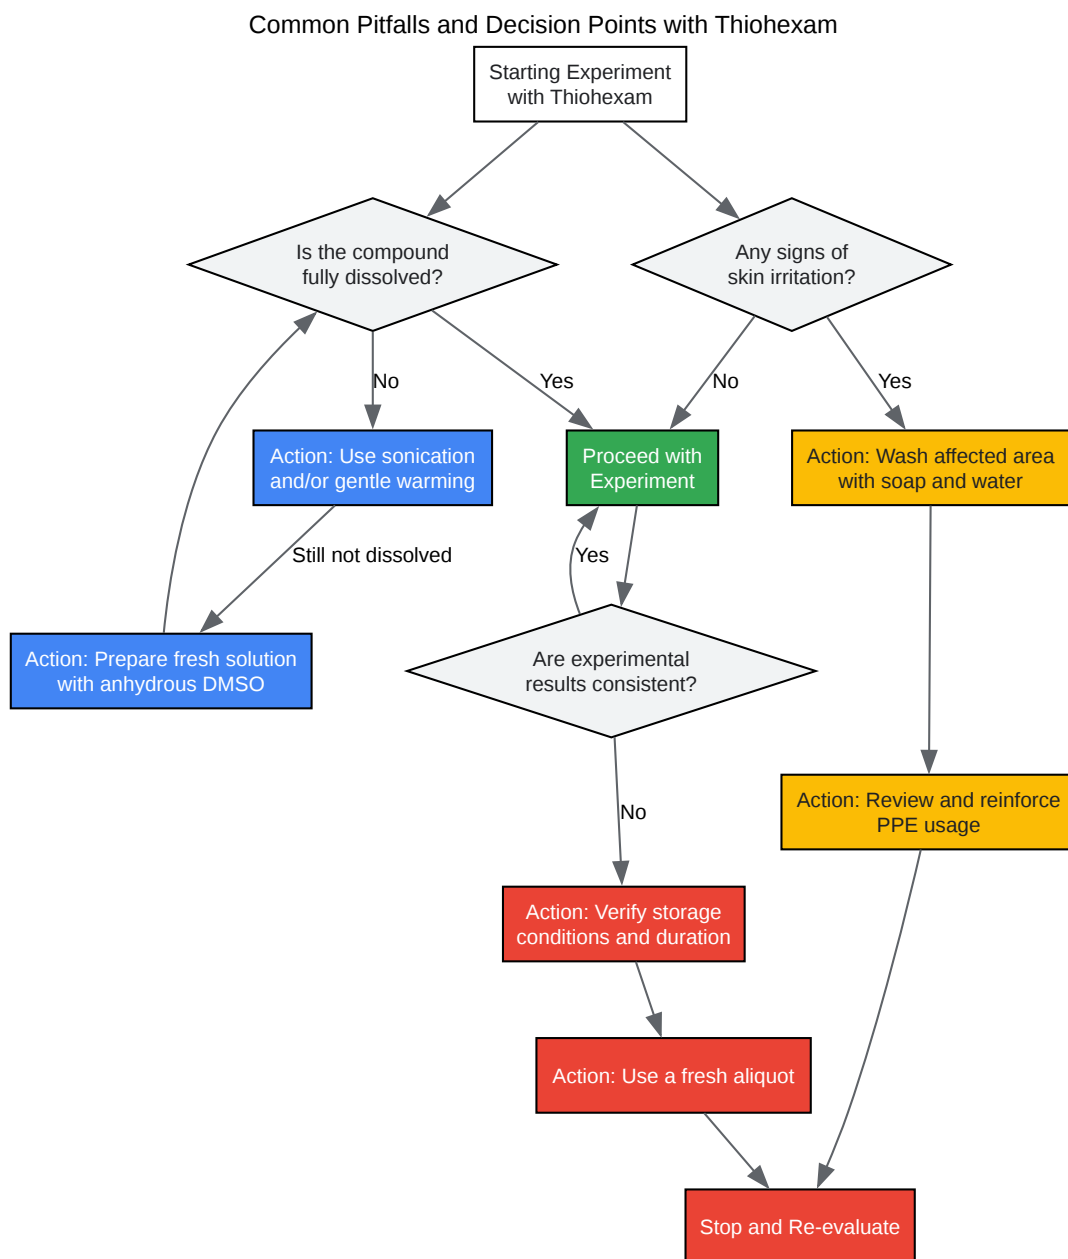 Common Pitfalls and Decision Points with Thiohexam
Starting Experiment
with Thiohexam
Is the compound
fully dissolved?
Any signs of
skin irritation?
No
Yes
No
Yes
Action: Use sonication
and/or gentle warming
Proceed with
Experiment
Action: Wash affected area
with soap and water
Still not dissolved
Yes
Action: Prepare fresh solution
with anhydrous DMSO
Are experimental
results consistent?
No
Action: Review and reinforce
PPE usage
Action: Verify storage
conditions and duration
Action: Use a fresh aliquot
Stop and Re-evaluate